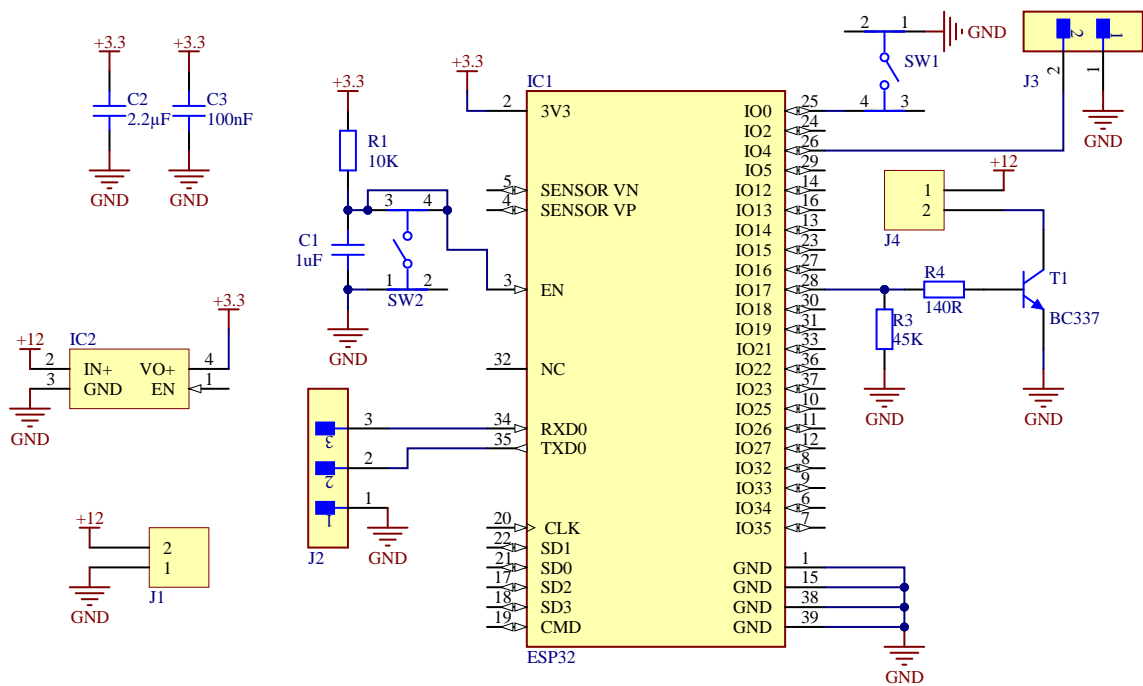 +3.3
C2
2.2µF
GND
+3.3
C3
100nF
GND
+3.3
R1
10K
C1
1uF
GND
3 4
1 2
SW2
+3.3
IC1
2 3V3
5 SENSOR VN
4 SENSOR VP
3 EN
32 NC
34 RXD0
35 TXD0
20 CLK
22 SD1
21 SD0
17 SD2
18 SD3
19 CMD
ESP32
IO0 25
IO2 24
IO4 26
IO5 29
IO12 14
IO13 16
IO14 13
IO15 23
IO16 27
IO17 28
IO18 30
IO19 31
IO21 33
IO22 36
IO23 37
IO25 10
IO26 11
IO27 12
IO32 8
IO33 9
IO34 6
IO35 7
GND 1
GND 15
GND 38
GND 39
GND
2 1
GND
SW1
4 3
2 1
J3
2 1
GND
+12
1
2
J4
R4
140R
R3
45K
GND
T1
BC337
GND
IC2
+12
+3.3
2 IN+ VO+ 4
3 GND EN 1
GND
3 3
2 2
1 1
J2
GND
+12
2
1
J1
GND